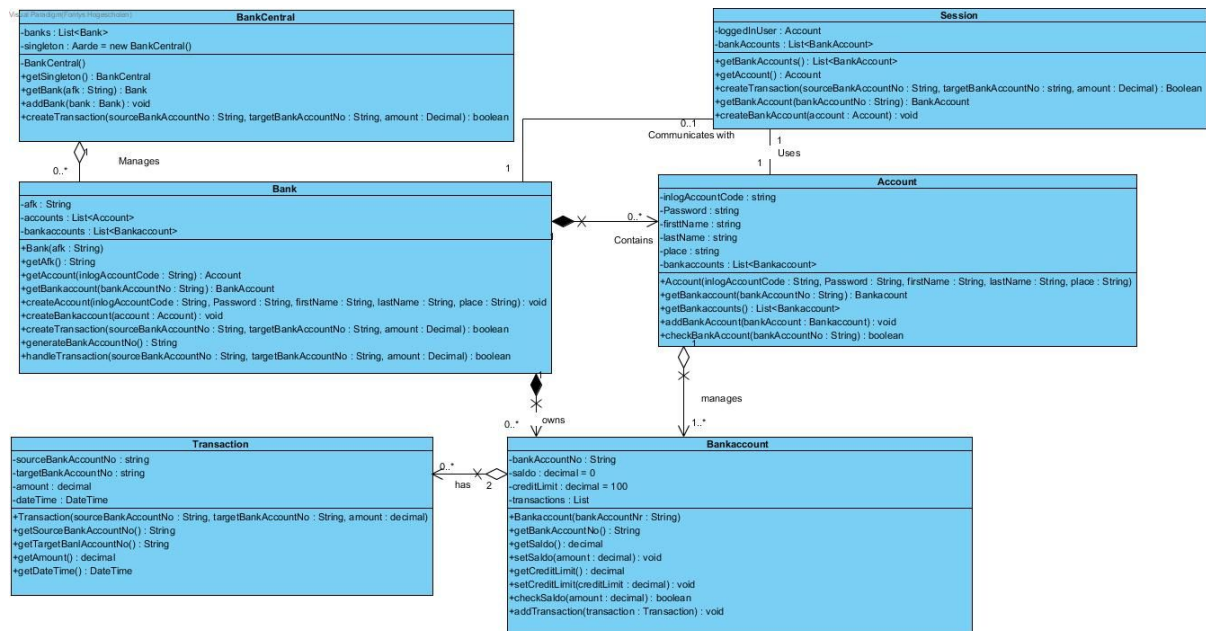 Visual Paradigm(Fontys Hogescholen)
BankCentral
-banks : List<Bank>
-singleton : Aarde = new BankCentral()
-BankCentral()
+getSingleton() : BankCentral
+getBank(afk : String) : Bank
+addBank(bank : Bank) : void
+createTransaction(sourceBankAccountNo : String, targetBankAccountNo : String, amount : Decimal) : boolean
Session
-loggedInUser : Account
-bankAccounts : List<BankAccount>
+getBankAccounts() : List<BankAccount>
+getAccount() : Account
+createTransaction(sourceBankAccountNo : String, targetBankAccountNo : string, amount : Decimal) : Boolean
+getBankAccount(bankAccountNo : String) : BankAccount
+createBankAccount(account : Account) : void
1
Manages
0..*
0..1
Communicates with
1
1
Uses
1
Bank
-afk : String
-accounts : List<Account>
-bankaccounts : List<Bankaccount>
+Bank(afk : String)
+getAfk() : String
+getAccount(inlogAccountCode : String) : Account
+getBankaccount(bankAccountNo : String) : BankAccount
+createAccount(inlogAccountCode : String, Password : String, firstName : String, lastName : String, place : String) : void
+createBankaccount(account : Account) : void
+createTransaction(sourceBankAccountNo : String, targetBankAccountNo : String, amount : Decimal) : boolean
+generateBankAccountNo() : String
+handleTransaction(sourceBankAccountNo : String, targetBankAccountNo : String, amount : Decimal) : boolean
1
0..*
Contains
Account
-inlogAccountCode : string
-Password : string
-firsttName : string
-lastName : string
-place : string
-bankaccounts : List<Bankaccount>
+Account(inlogAccountCode : String, Password : String, firstName : String, lastName : String, place : String)
+getBankaccount(bankAccountNo : String) : Bankacount
+getBankaccounts() : List<Bankaccount>
+addBankAccount(bankAccount : Bankaccount) : void
+checkBankAccount(bankAccountNo : String) : boolean
1
owns
0..*
1
manages
1..*
Transaction
-sourceBankAccountNo : string
-targetBankAccountNo : string
-amount : decimal
-dateTime : DateTime
+Transaction(sourceBankAccountNo : String, targetBankAccountNo : String, amount : decimal)
+getSourceBankAccountNo() : String
+getTargetBanlAccountNo() : String
+getAmount() : decimal
+getDateTime() : DateTime
0..*
has
2
Bankaccount
-bankAccountNo : String
-saldo : decimal = 0
-creditLimit : decimal = 100
-transactions : List
+Bankaccount(bankAccountNr : String)
+getBankAccountNo() : String
+getSaldo() : decimal
+setSaldo(amount : decimal) : void
+getCreditLimit() : decimal
+setCreditLimit(creditLimit : decimal) : void
+checkSaldo(amount : decimal) : boolean
+addTransaction(transaction : Transaction) : void